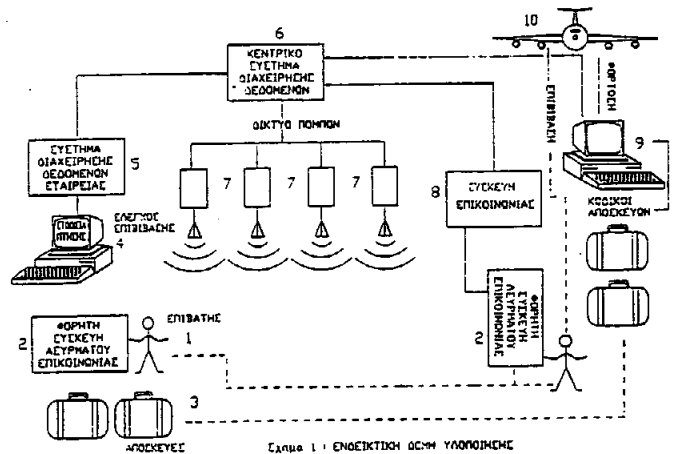 10
6
ΚΕΝΤΡΙΚΟ
ΣΥΣΤΗΜΑ
ΔΙΑΧΕΙΡΗΣΗΣ
ΔΕΔΟΜΕΝΩΝ
ΕΠΙΒΙΒΑΣΗ
ΦΟΡΤΩΣΗ
ΔΙΚΤΥΟ ΠΟΜΠΩΝ
ΣΥΣΤΗΜΑ
ΔΙΑΧΕΙΡΗΣΗΣ
ΔΕΔΟΜΕΝΩΝ
ΕΤΑΙΡΕΙΑΣ
5
7
7
7
8
ΣΥΣΚΕΥΗ
ΕΠΙΚΟΙΝΩΝΙΑΣ
9
ΚΩΔΙΚΟΙ
ΑΠΟΣΚΕΥΩΝ
ΣΤΟΙΧΕΙΑ
ΠΤΗΣΗΣ
ΕΛΕΓΧΟΣ
ΕΠΙΒΙΒΑΣΗΣ
4
2
ΦΟΡΗΤΗ
ΣΥΣΚΕΥΗ
ΑΣΥΡΜΑΤΟΥ
ΕΠΙΚΟΙΝΩΝΙΑΣ
ΕΠΙΒΑΤΗΣ
1
2
ΦΟΡΗΤΗ
ΣΥΣΚΕΥΗ
ΑΣΥΡΜΑΤΟΥ
ΕΠΙΚΟΙΝΩΝΙΑΣ
3
ΑΠΟΣΚΕΥΕΣ
Σχημα 1 : ΕΝΔΕΙΚΤΙΚΗ ΔΟΜΗ ΥΛΟΠΟΙΗΣΗΣ